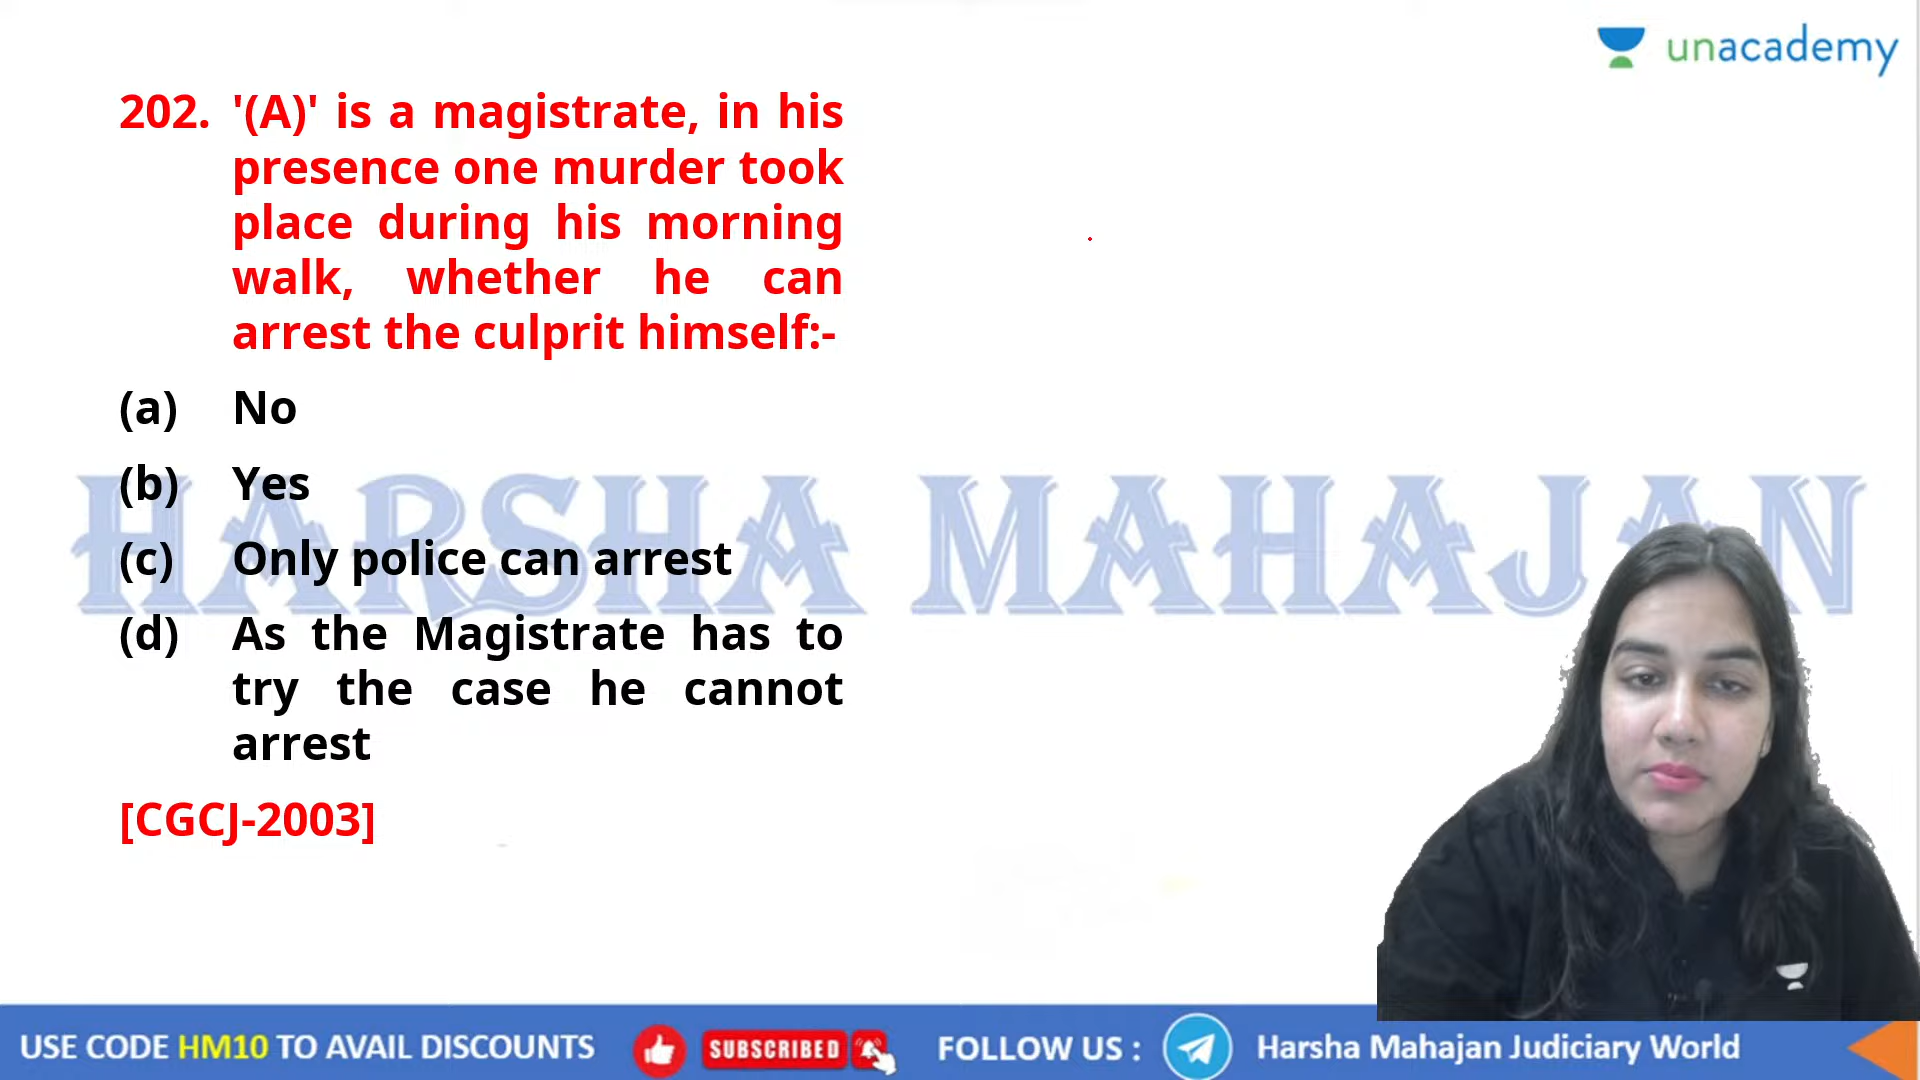 unacademy
202. '(A)' is a magistrate, in his
presence one murder took
place during his morning
walk, whether he can
arrest the culprit himself:-
(a) No
(b) Yes
(c) Only police can arrest
(d) As the Magistrate has to
try the case he cannot
arrest
[CGCJ-2003]
HARSHA MAHAJAN
USE CODE HM10 TO AVAIL DISCOUNTS
SUBSCRIBED
FOLLOW US :
Harsha Mahajan Judiciary World